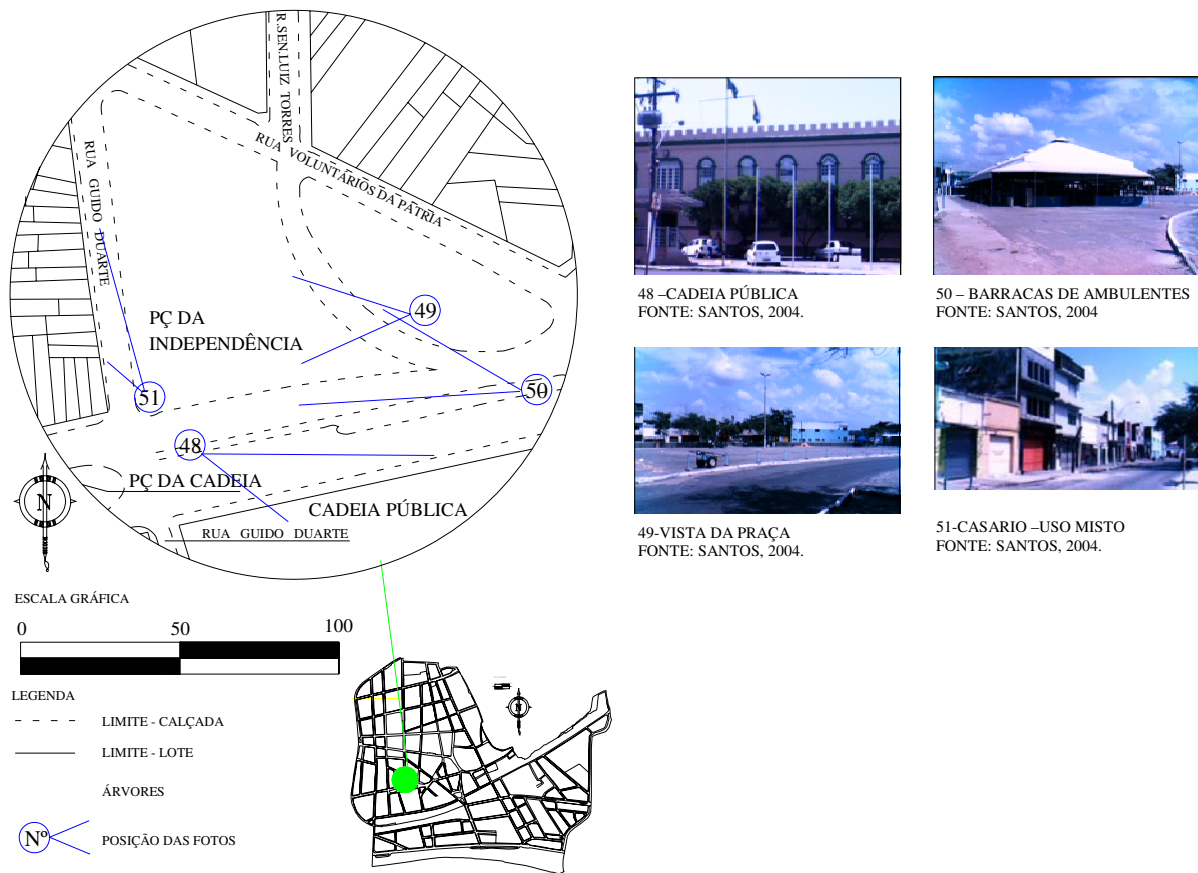 R.SEN.LUIZ TORRES
RUA VOLUNTÁRIOS DA PÁTRIA
RUA GUIDO DUARTE
PÇ DA
INDEPENDÊNCIA
49
50
51
48
PÇ DA CADEIA
CADEIA PÚBLICA
RUA GUIDO DUARTE
N
48 –CADEIA PÚBLICA
FONTE: SANTOS, 2004.
50 – BARRACAS DE AMBULENTES
FONTE: SANTOS, 2004
49-VISTA DA PRAÇA
FONTE: SANTOS, 2004.
51-CASARIO –USO MISTO
FONTE: SANTOS, 2004.
ESCALA GRÁFICA
0 50 100
LEGENDA
LIMITE - CALÇADA
LIMITE - LOTE
ÁRVORES
Nº POSIÇÃO DAS FOTOS
N